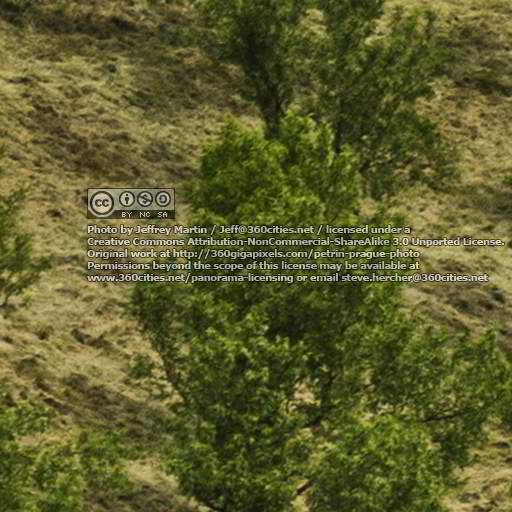 cc BY NC SA
Photo by Jeffrey Martin / Jeff@360cities.net / licensed under a
Creative Commons Attribution-NonCommercial-ShareAlike 3.0 Unported License.
Original work at http://360gigapixels.com/petrin-prague-photo
Permissions beyond the scope of this license may be available at
www.360cities.net/panorama-licensing or email steve.hercher@360cities.net